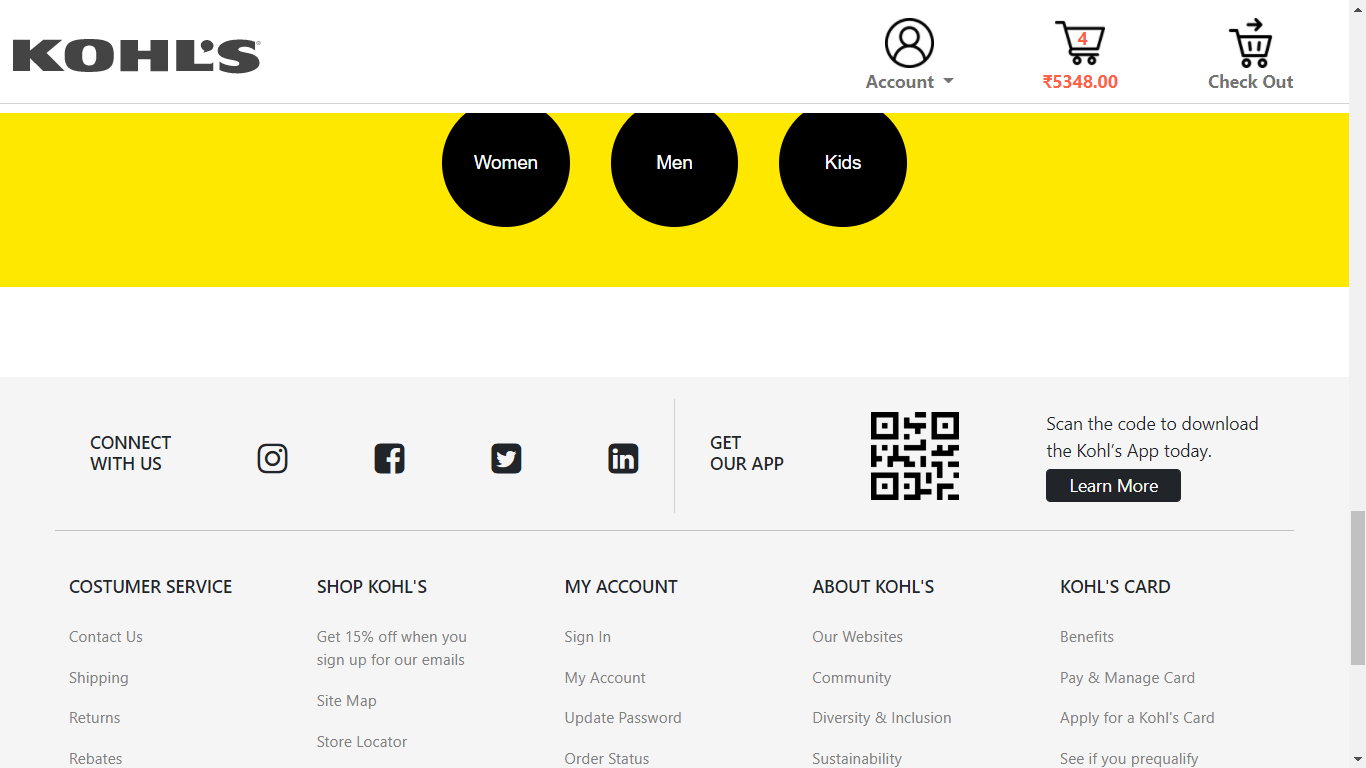 KOHL'S
Account
4
₹5348.00
Check Out
Women
Men
Kids
CONNECT
WITH US
GET
OUR APP
Scan the code to download
the Kohl’s App today.
Learn More
COSTUMER SERVICE
Contact Us
Shipping
Returns
Rebates
SHOP KOHL'S
Get 15% off when you
sign up for our emails
Site Map
Store Locator
MY ACCOUNT
Sign In
My Account
Update Password
Order Status
ABOUT KOHL'S
Our Websites
Community
Diversity & Inclusion
Sustainability
KOHL'S CARD
Benefits
Pay & Manage Card
Apply for a Kohl's Card
See if you prequalify